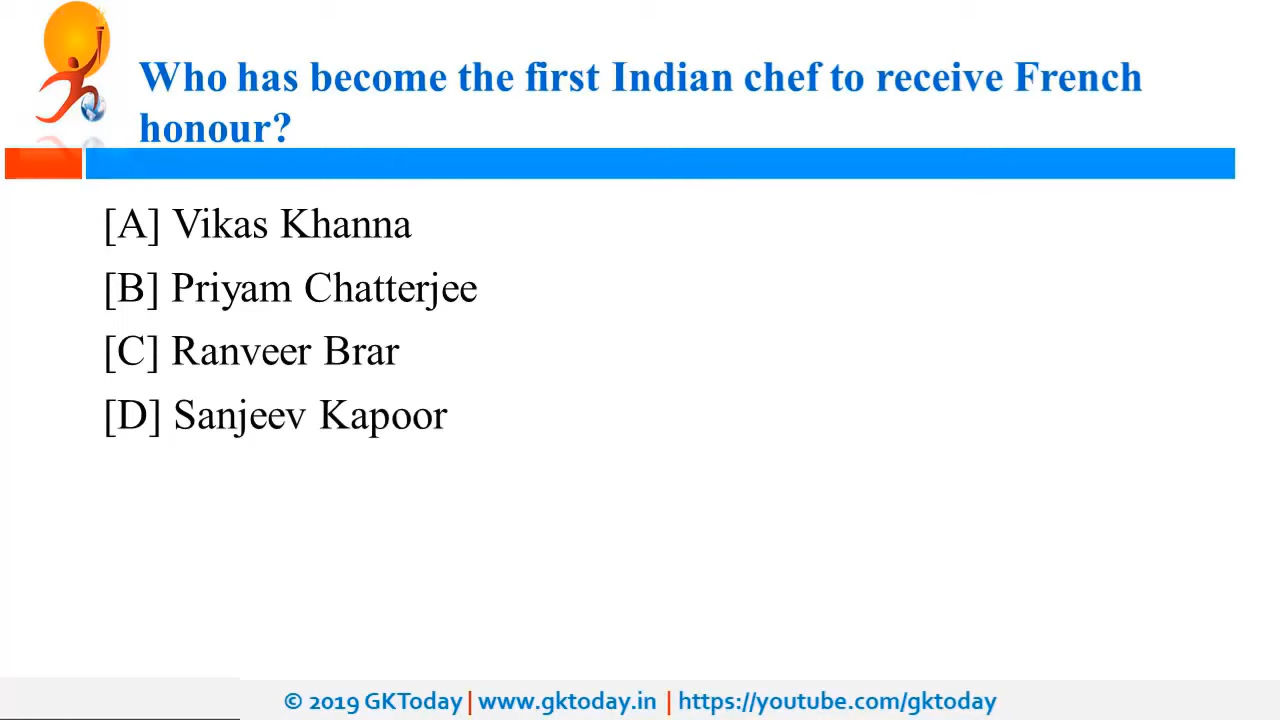 Who has become the first Indian chef to receive French
honour?
[A] Vikas Khanna
[B] Priyam Chatterjee
[C] Ranveer Brar
[D] Sanjeev Kapoor
© 2019 GKToday | www.gktoday.in | https://youtube.com/gktoday